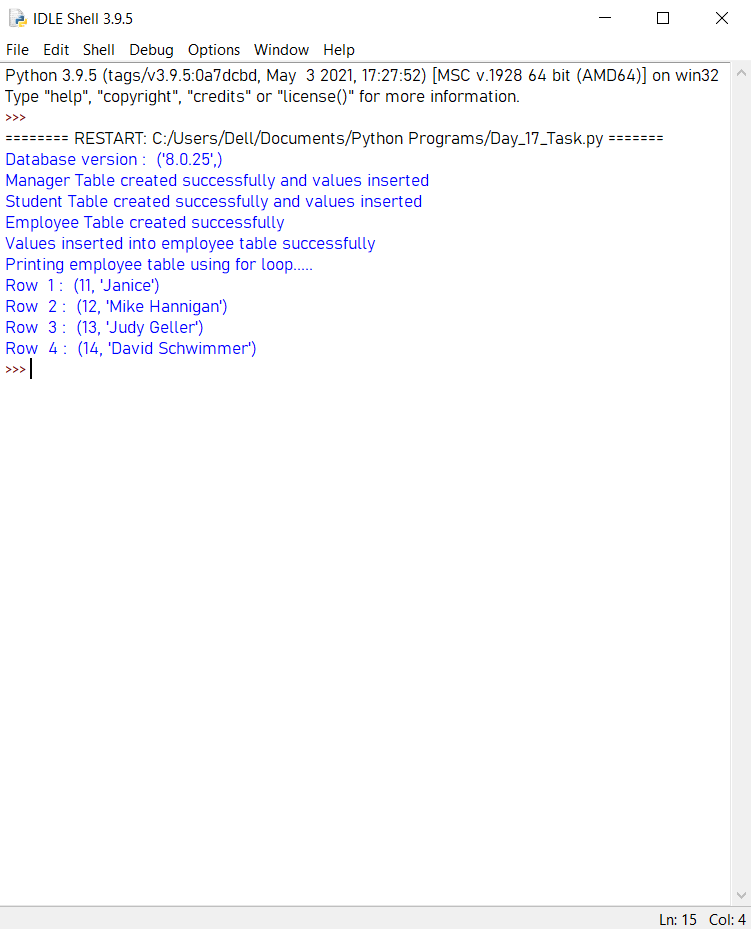 IDLE Shell 3.9.5
File Edit Shell Debug Options Window Help
Python 3.9.5 (tags/v3.9.5:0a7dcbd, May  3 2021, 17:27:52) [MSC v.1928 64 bit (AMD64)] on win32
Type "help", "copyright", "credits" or "license()" for more information.
>>>
======== RESTART: C:/Users/Dell/Documents/Python Programs/Day_17_Task.py =======
Database version :  ('8.0.25',)
Manager Table created successfully and values inserted
Student Table created successfully and values inserted
Employee Table created successfully
Values inserted into employee table successfully
Printing employee table using for loop.....
Row  1 :  (11, 'Janice')
Row  2 :  (12, 'Mike Hannigan')
Row  3 :  (13, 'Judy Geller')
Row  4 :  (14, 'David Schwimmer')
>>>
Ln: 15 Col: 4